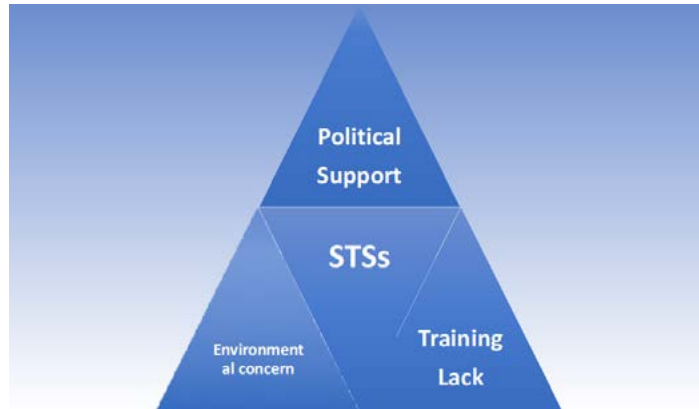 Political
Support
STSs
Environment
al concern
Training
Lack